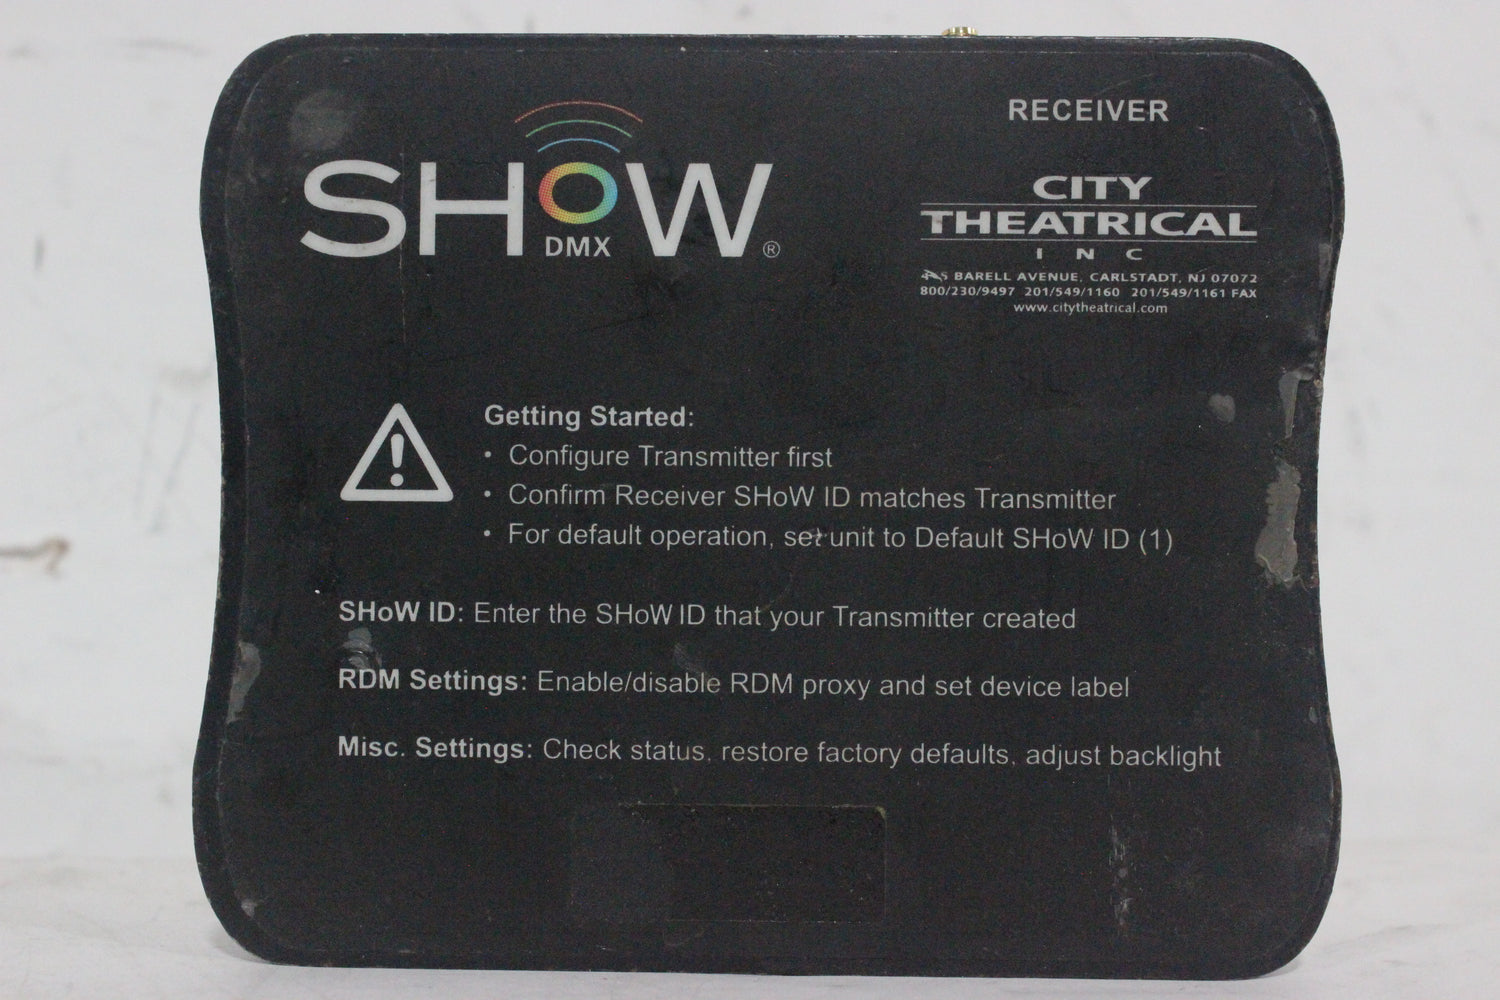 SHoW
DMX
®
RECEIVER
CITY
THEATRICAL
INC
BARELL AVENUE, CARLSTADT, NJ 07072
800/230/9497 201/549/1160 201/549/1161 FAX
www.citytheatrical.com
Getting Started:
• Configure Transmitter first
• Confirm Receiver SHoW ID matches Transmitter
• For default operation, set unit to Default SHoW ID (1)
SHoW ID: Enter the SHoW ID that your Transmitter created
RDM Settings: Enable/disable RDM proxy and set device label
Misc. Settings: Check status, restore factory defaults, adjust backlight